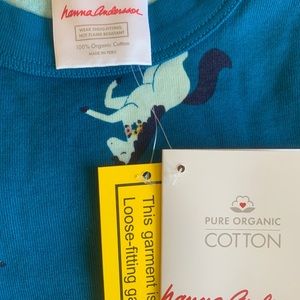 hanna Andersson
WEAR SNUG-FITTING,
NOT FLAME RESISTANT
100% Organic Cotton
MADE IN PERU
This garment is
Loose-fitting ga
PURE ORGANIC
COTTON
hanna